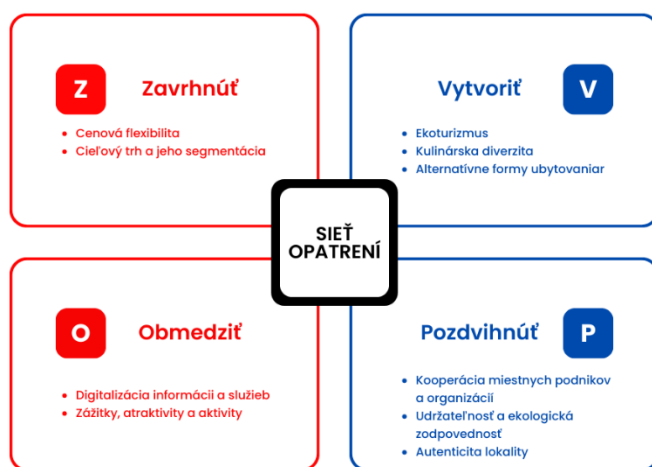 Z
Zavrhnúť
Cenová flexibilita
Cieľový trh a jeho segmentácia
Vytvoriť
V
Ekoturizmus
Kulinárska diverzita
Alternatívne formy ubytovaniar
SIEŤ
OPATRENÍ
O
Obmedziť
Digitalizácia informácii a služieb
Zážitky, atraktivity a aktivity
Pozdvihnúť
P
Kooperácia miestnych podnikov
a organizácií
Udržateľnosť a ekologická
zodpovednosť
Autenticita lokality